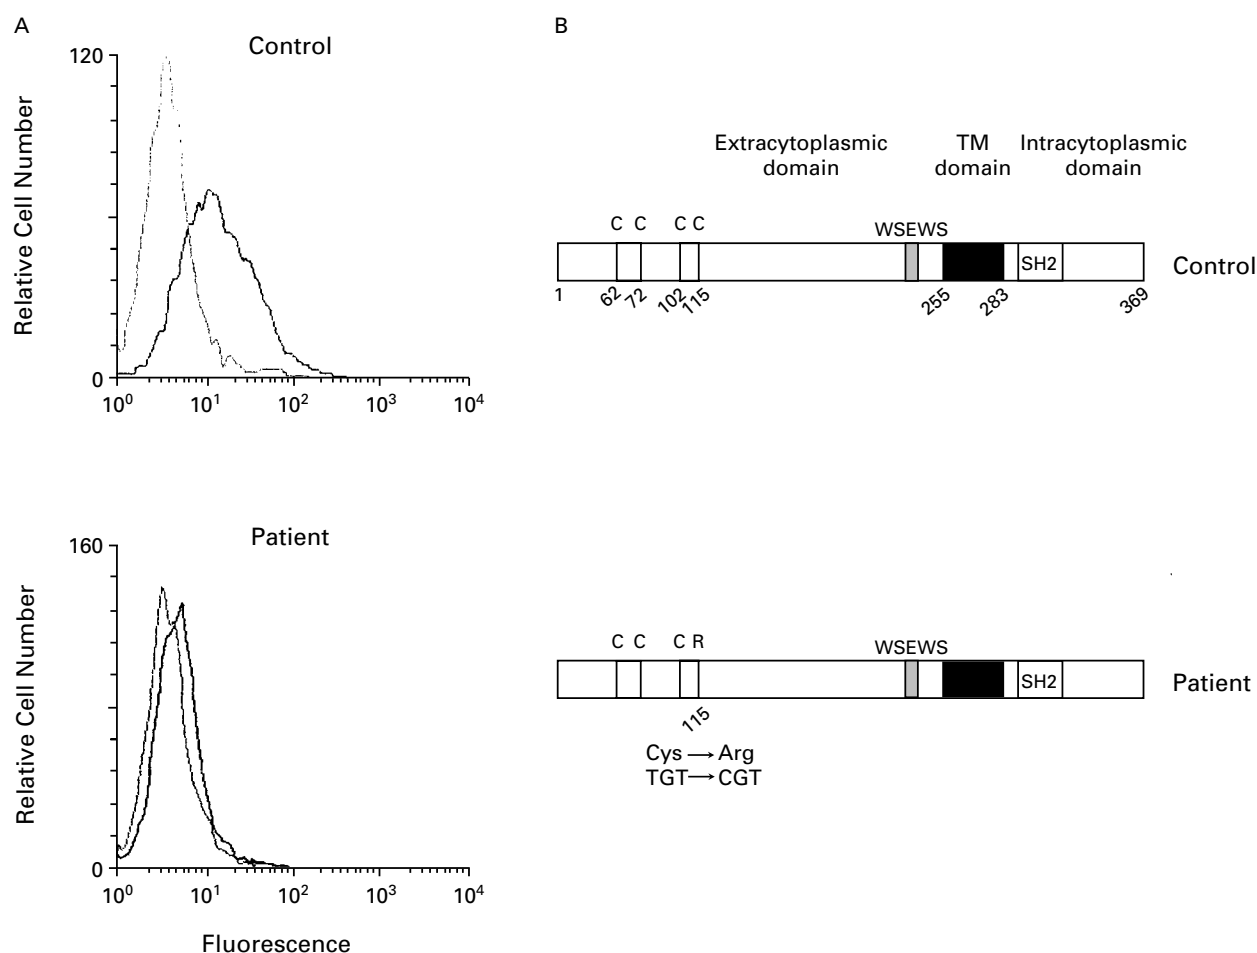 A
Control
120
Relative Cell Number
0
10⁰ 10¹ 10² 10³ 10⁴
Patient
160
Relative Cell Number
0
10⁰ 10¹ 10² 10³ 10⁴
Fluorescence
B
Extracytoplasmic domain
TM domain
Intracytoplasmic domain
C C C C
WSEWS
SH2
Control
1 62 72 102 115 255 283 369
C C C R
WSEWS
SH2
Patient
115
Cys → Arg
TGT → CGT